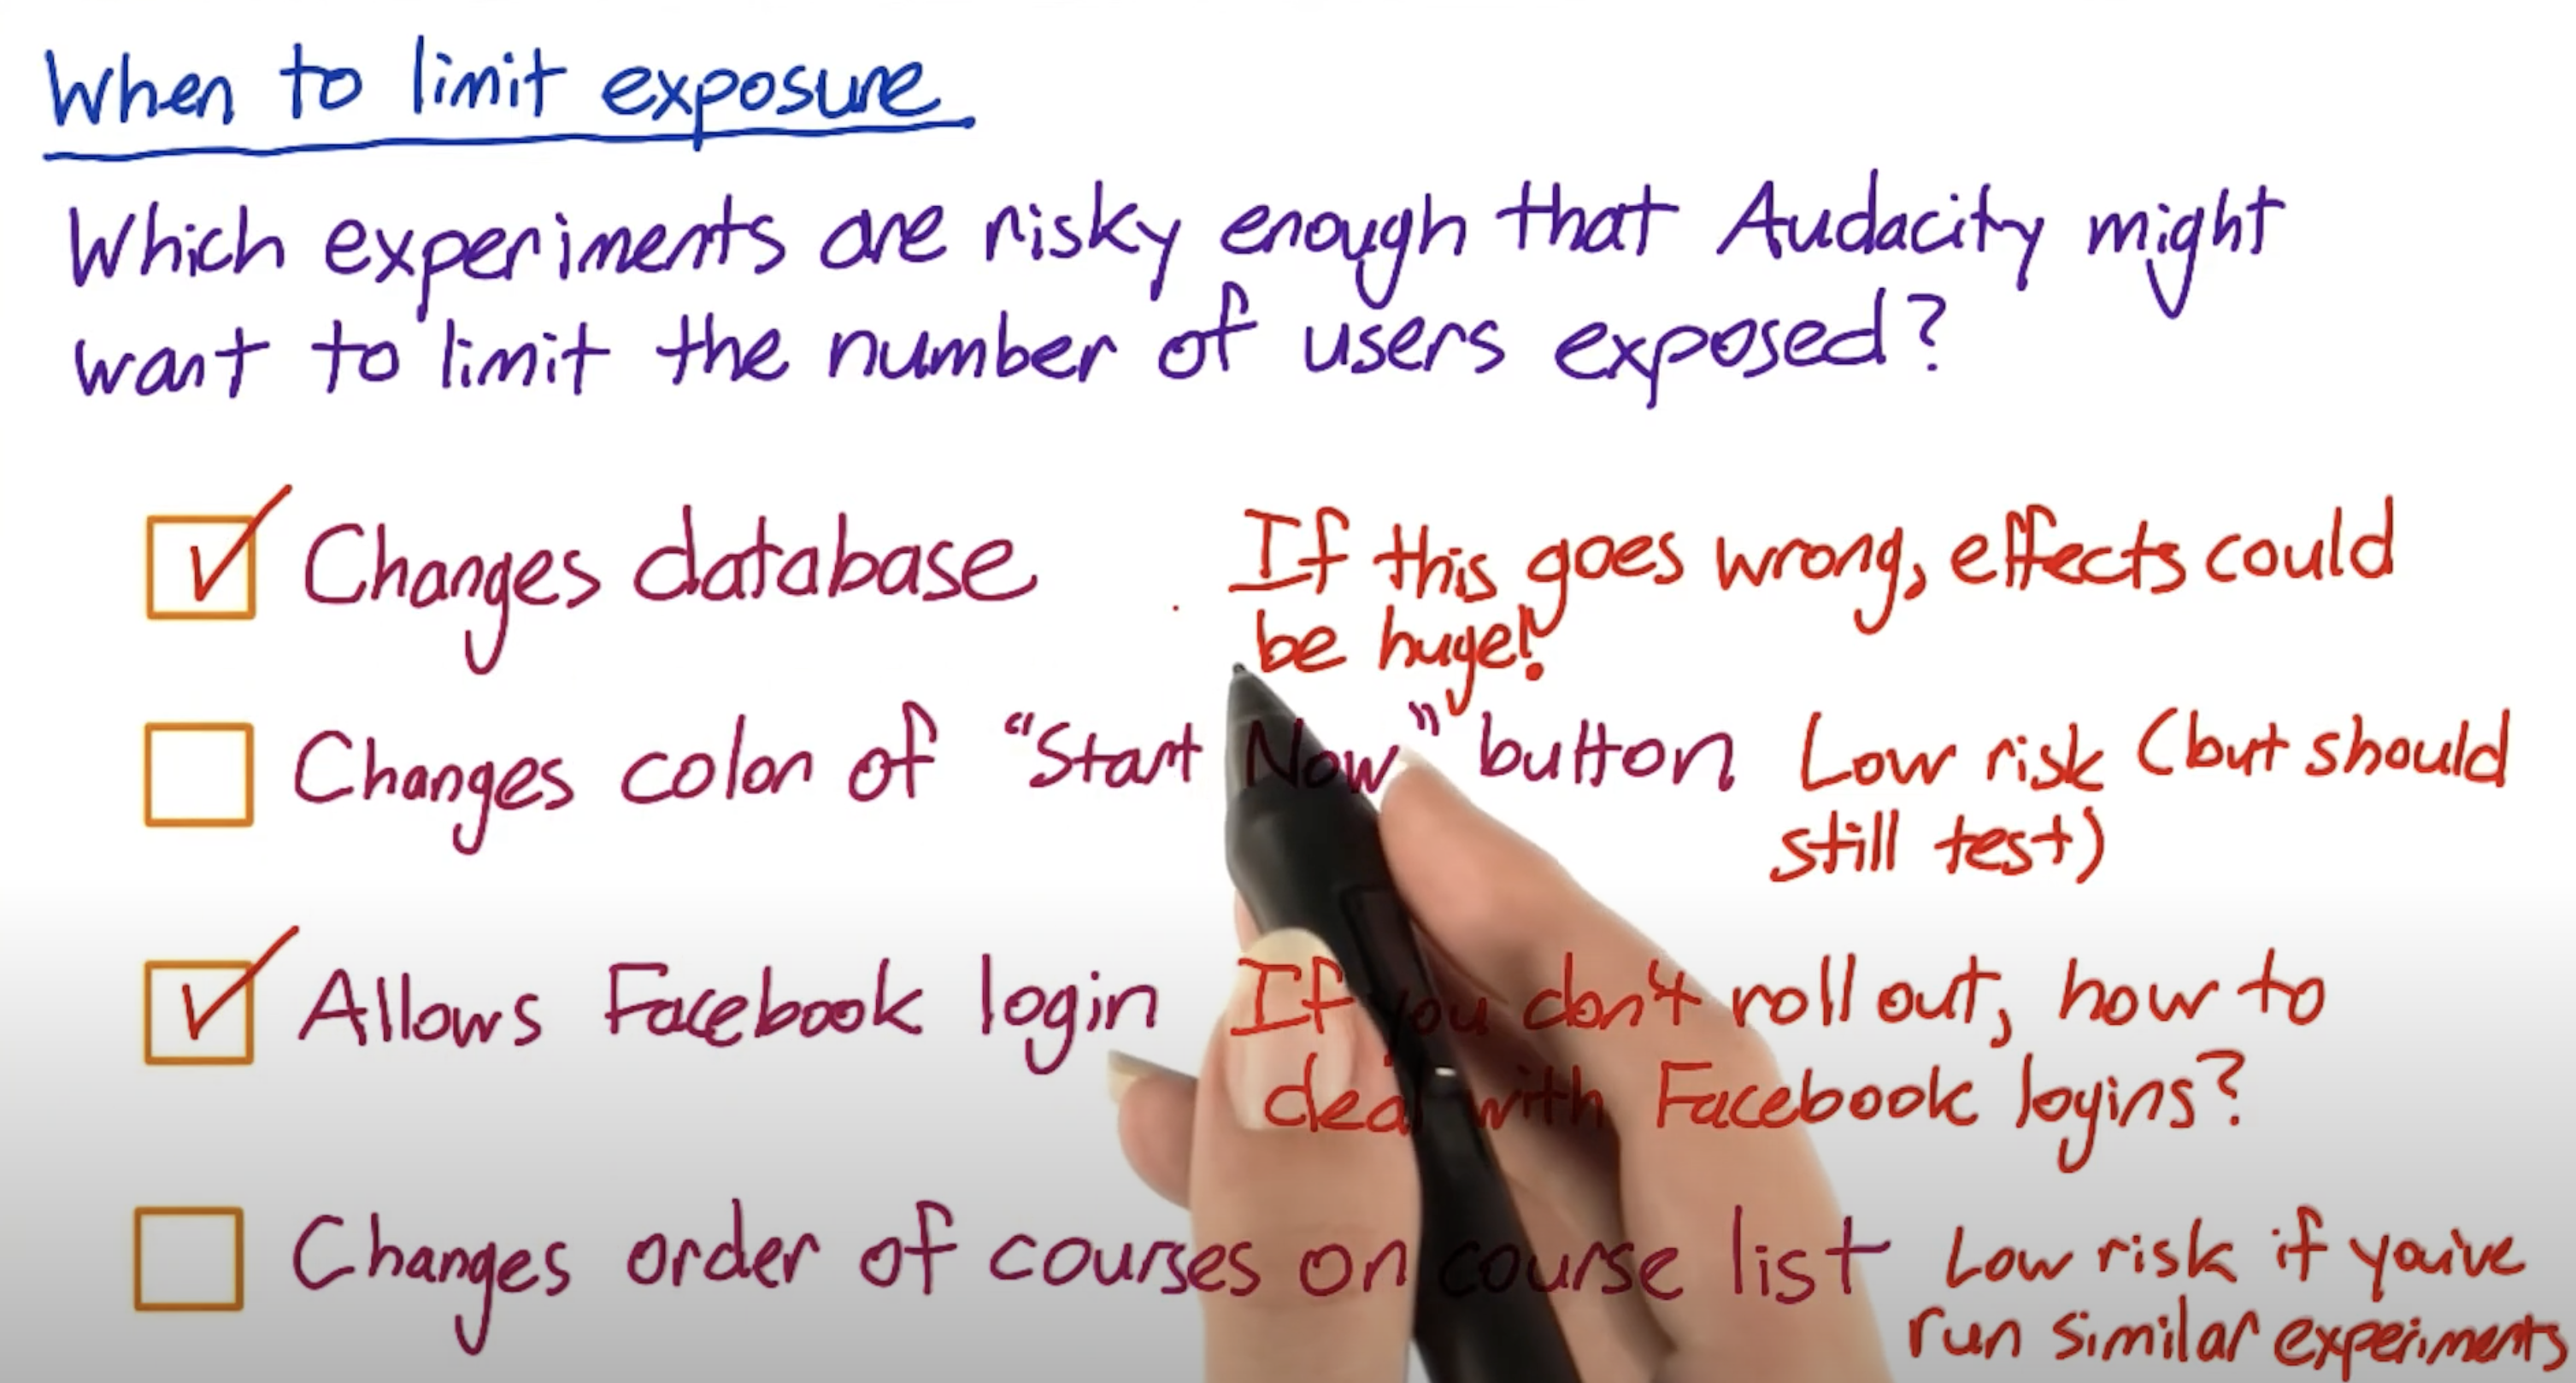 When to limit exposure
Which experiments are risky enough that Audacity might
want to limit the number of users exposed?
Changes database
If this goes wrong, effects could
be huge!
Changes color of "Start Now" button
Low risk (but should
still test)
Allows Facebook login
If you don't roll out, how to
deal with Facebook logins?
Changes order of courses on course list
Low risk if you've
run similar experiments